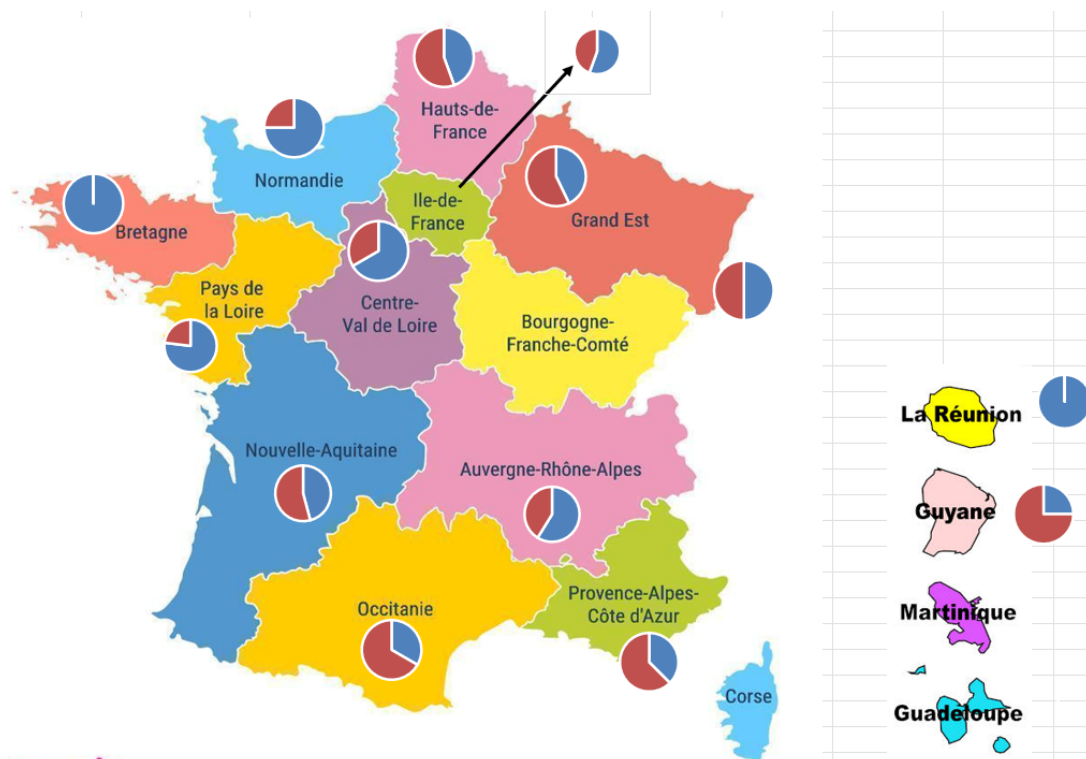 Hauts-de-
France
Normandie
Ile-de-
France
Grand Est
Bretagne
Pays de
la Loire
Centre-
Val de Loire
Bourgogne-
Franche-Comté
La Réunion
Nouvelle-Aquitaine
Auvergne-Rhône-Alpes
Guyane
Provence-Alpes-
Côte d'Azur
Occitanie
Martinique
Corse
Guadeloupe